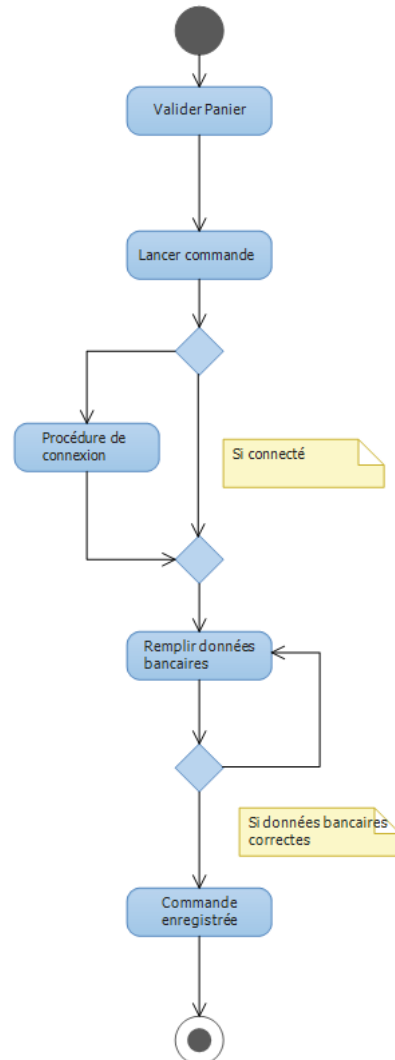 Valider Panier
Lancer commande
Procédure de
connexion
Si connecté
Remplir données
bancaires
Si données bancaires
correctes
Commande
enregistrée